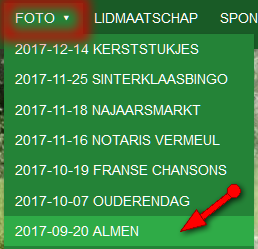 FOTO ▾ LIDMAATSCHAP SPON
2017-12-14 KERSTSTUKJES
2017-11-25 SINTERKLAASBINGO
2017-11-18 NAJAARSMARKT
2017-11-16 NOTARIS VERMEUL
2017-10-19 FRANSE CHANSONS
2017-10-07 OUDERENDAG
2017-09-20 ALMEN